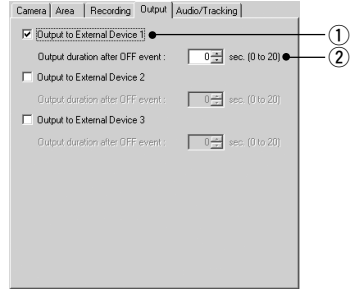 Camera Area Recording Output Audio/Tracking
Output to External Device 1 ①
Output duration after OFF event : 0 sec. (0 to 20) ②
Output to External Device 2
Output duration after OFF event : 0 sec. (0 to 20)
Output to External Device 3
Output duration after OFF event : 0 sec. (0 to 20)